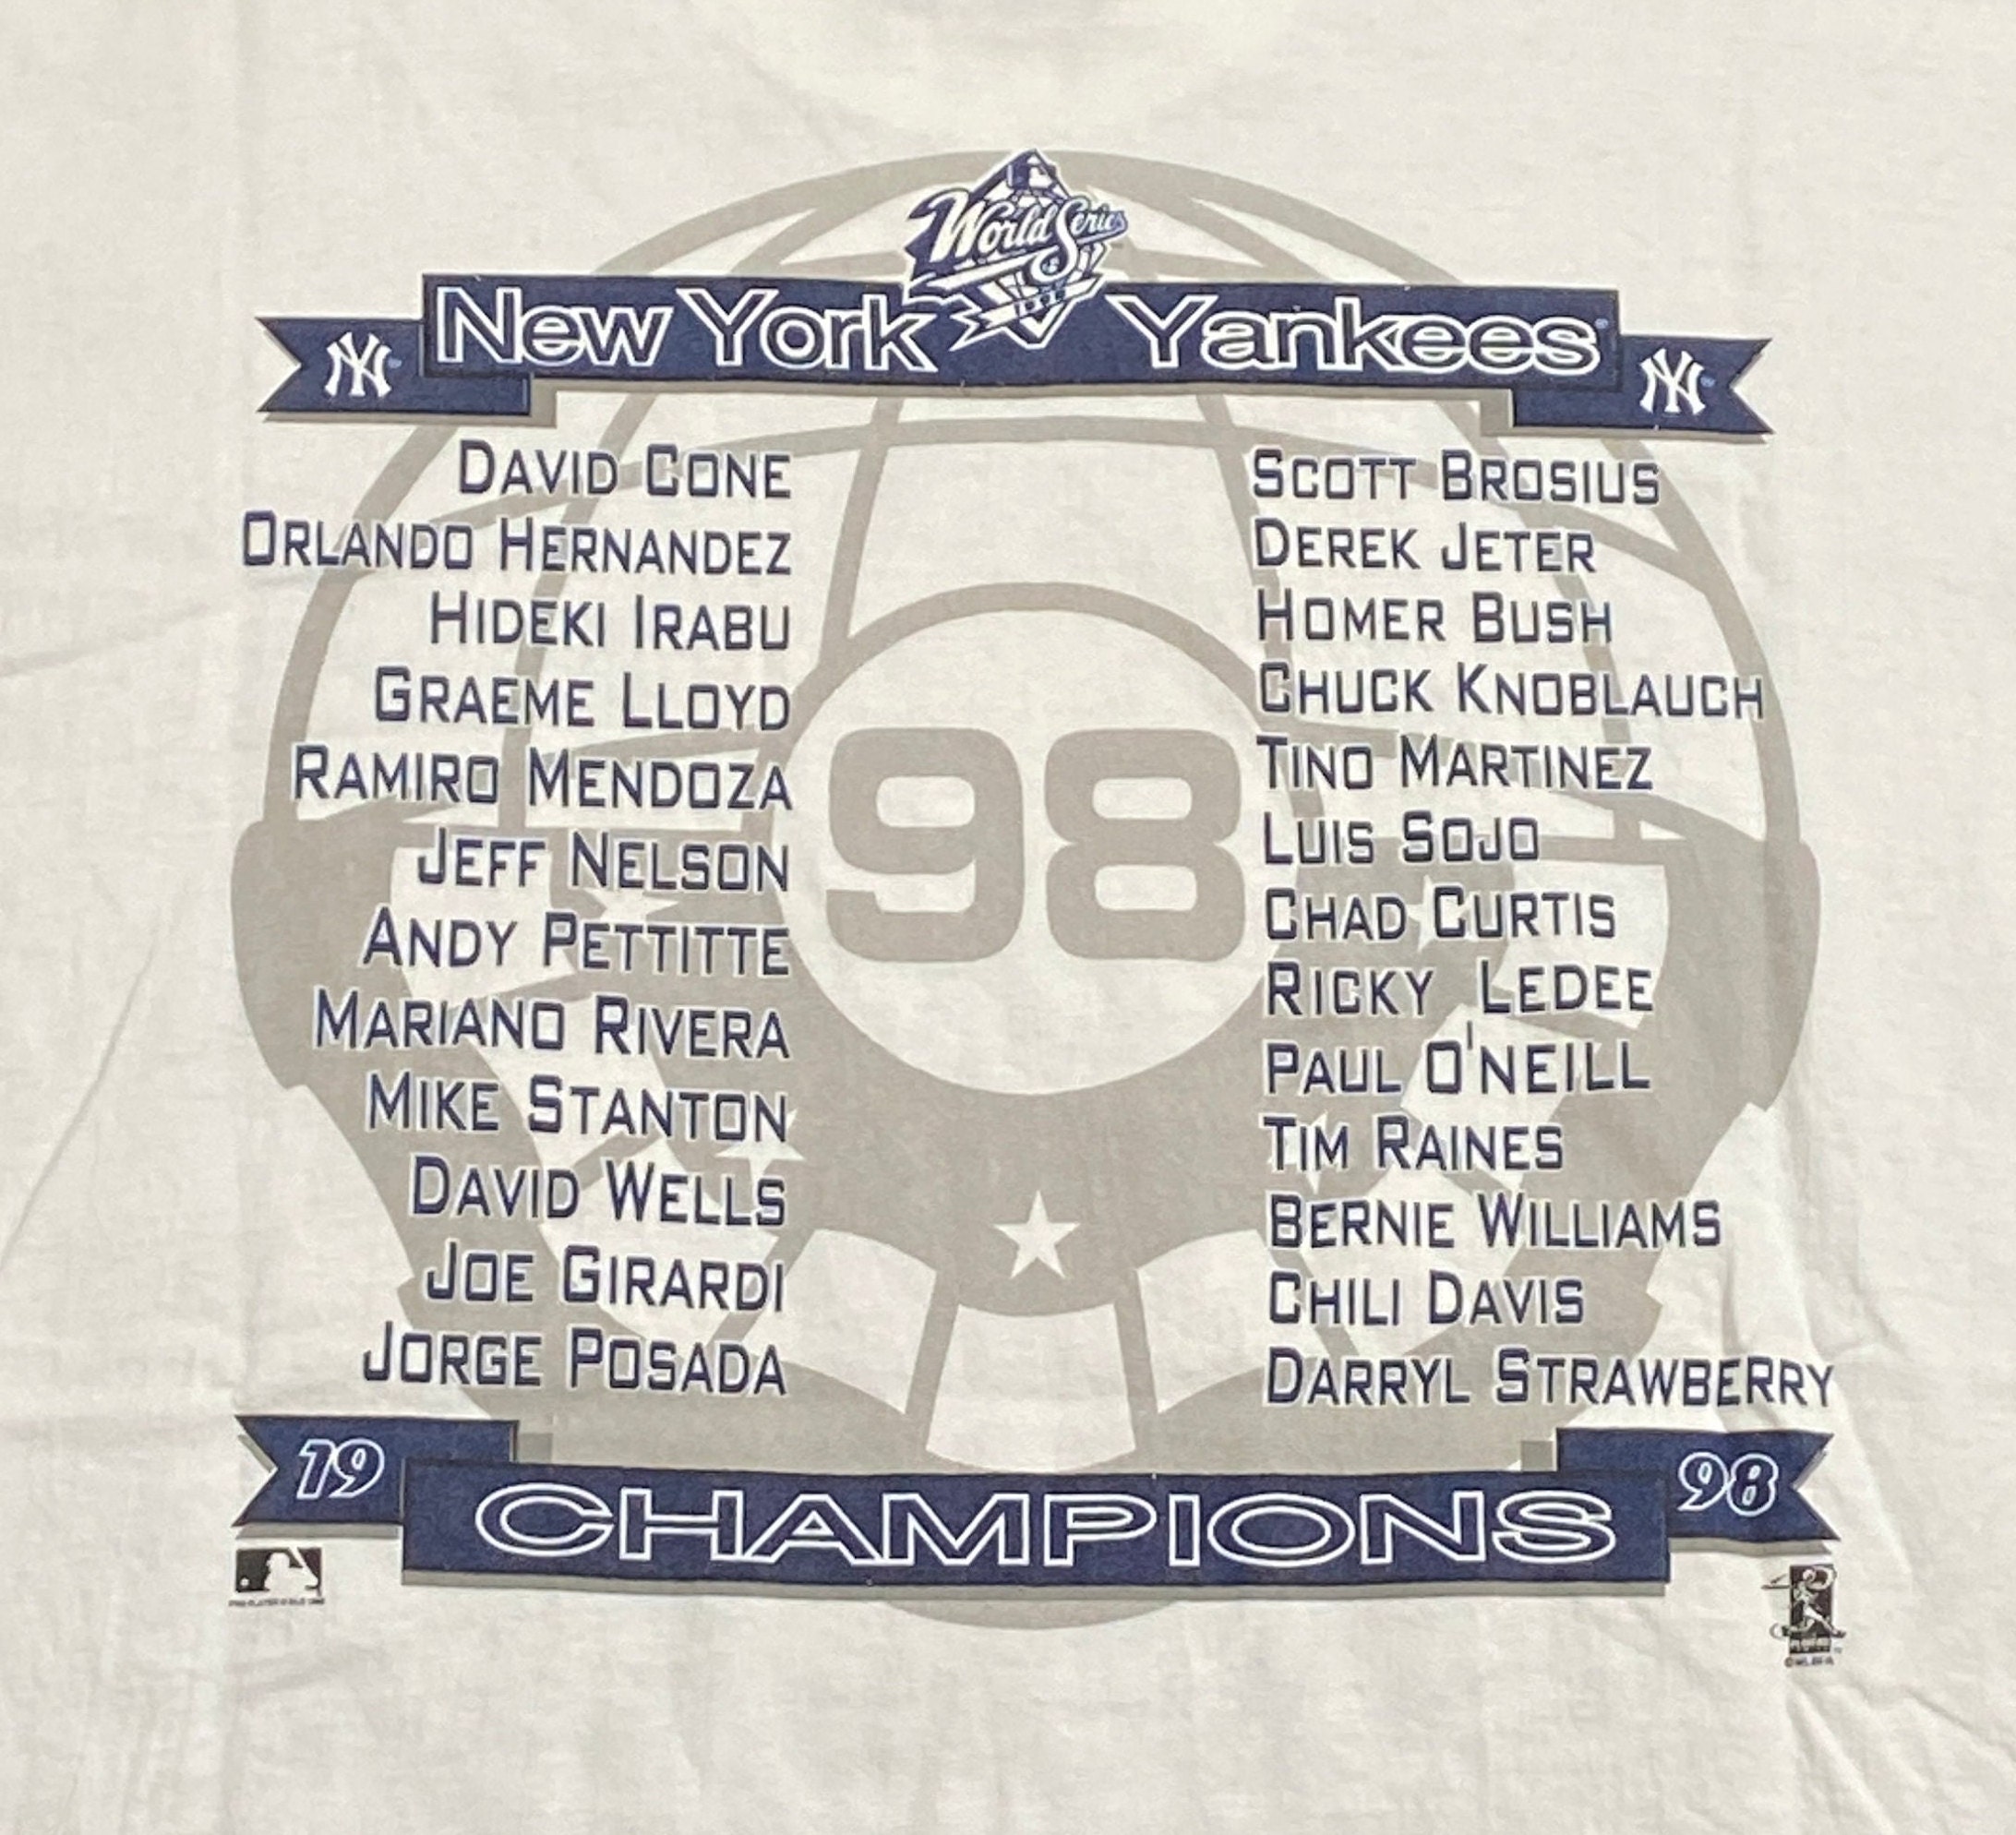 World Series
1998
New York Yankees
NY
NY
David Cone
Orlando Hernandez
Hideki Irabu
Graeme Lloyd
Ramiro Mendoza
Jeff Nelson
Andy Pettitte
Mariano Rivera
Mike Stanton
David Wells
Joe Girardi
Jorge Posada
98
Scott Brosius
Derek Jeter
Homer Bush
Chuck Knoblauch
Tino Martinez
Luis Sojo
Chad Curtis
Ricky Ledee
Paul O'Neill
Tim Raines
Bernie Williams
Chili Davis
Darryl Strawberry
19
98
CHAMPIONS